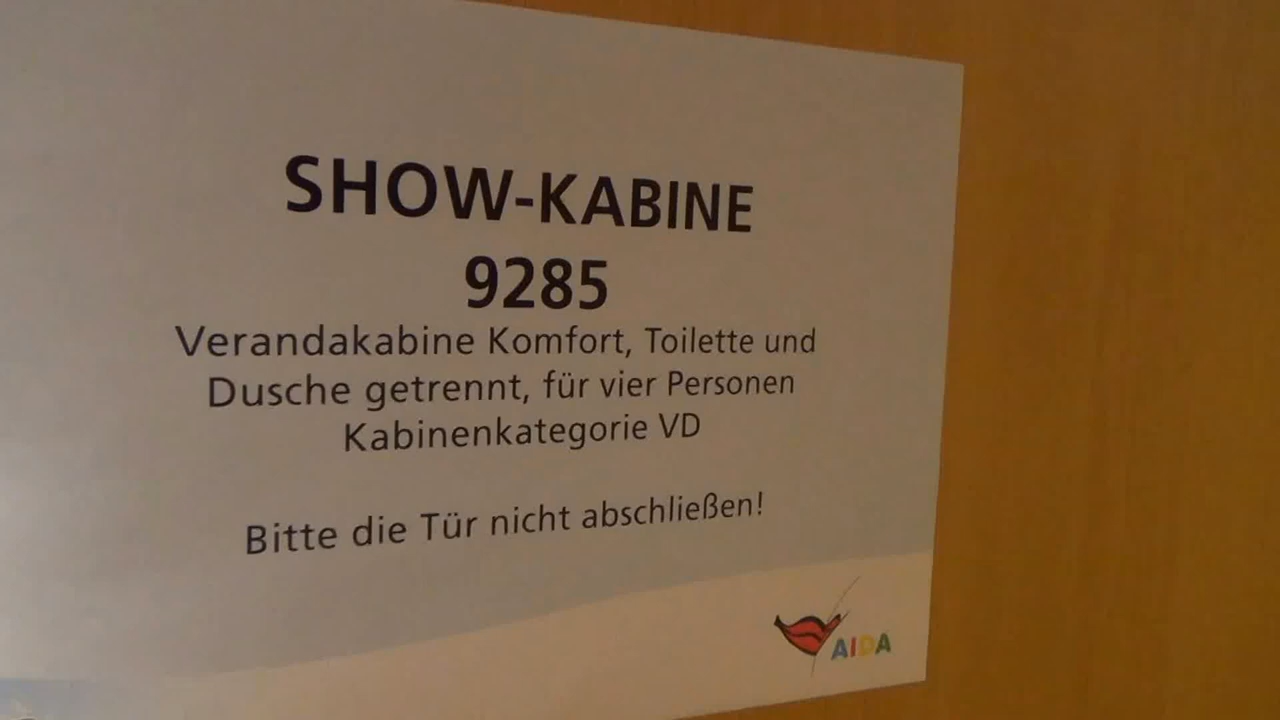 SHOW-KABINE
9285
Verandakabine Komfort, Toilette und
Dusche getrennt, für vier Personen
Kabinenkategorie VD
Bitte die Tür nicht abschließen!
AIDA